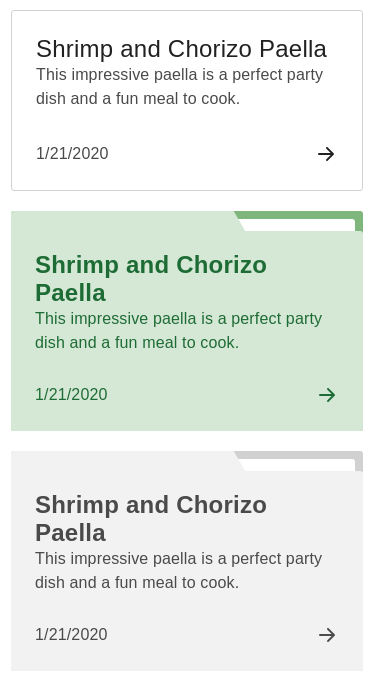 Shrimp and Chorizo Paella
This impressive paella is a perfect party
dish and a fun meal to cook.
1/21/2020
Shrimp and Chorizo
Paella
This impressive paella is a perfect party
dish and a fun meal to cook.
1/21/2020
Shrimp and Chorizo
Paella
This impressive paella is a perfect party
dish and a fun meal to cook.
1/21/2020